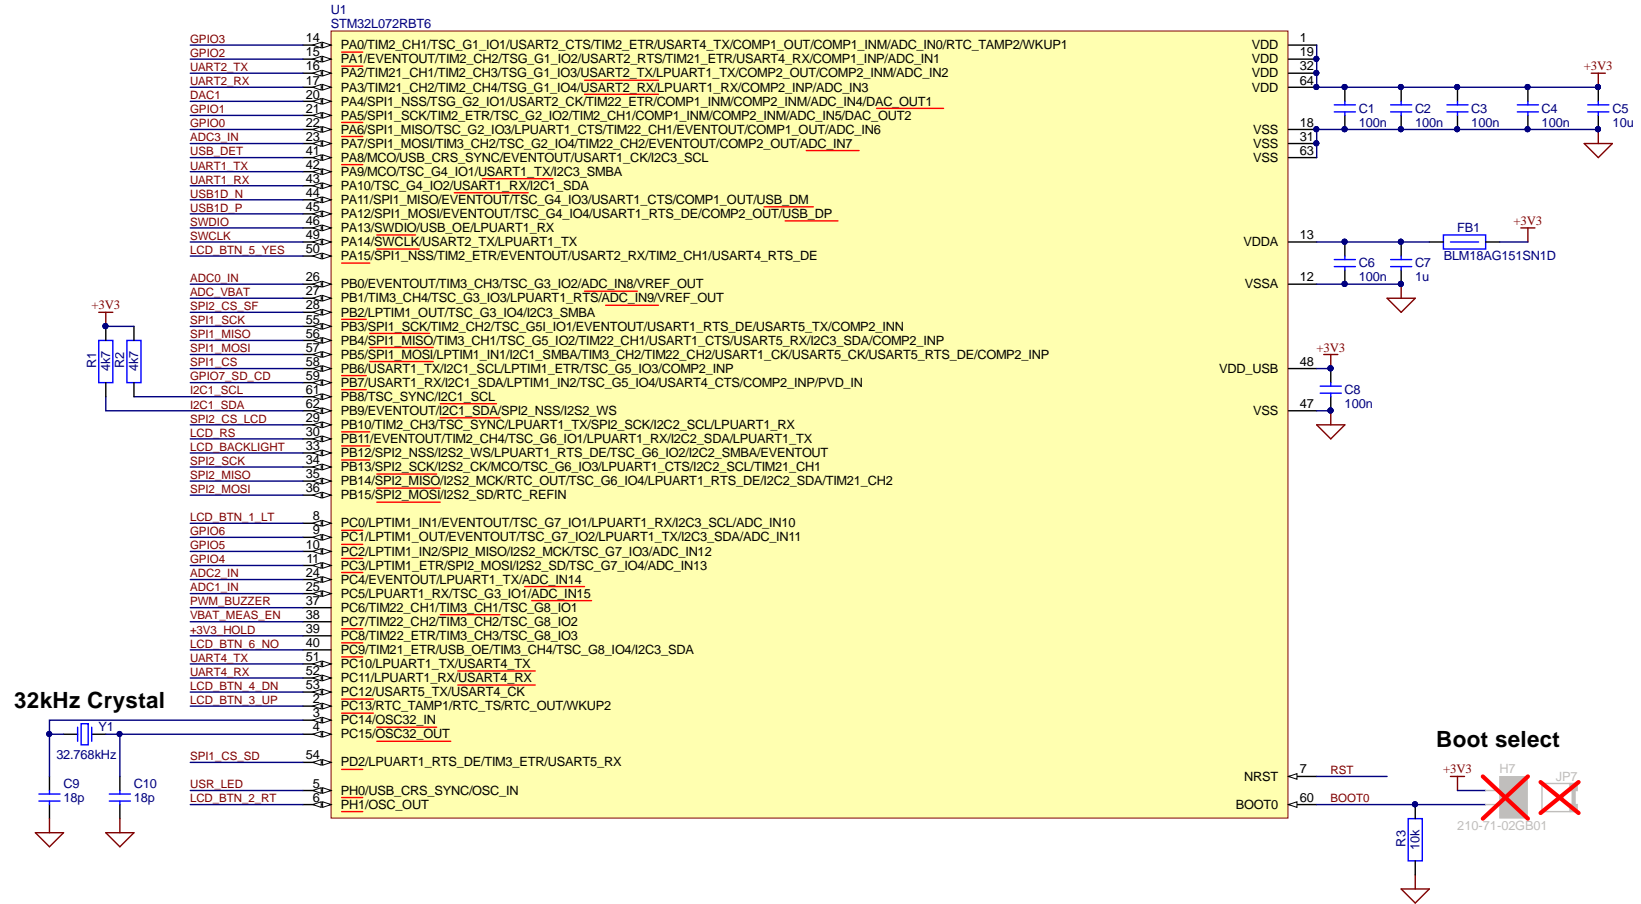 U1
STM32L072RBT6
GPIO3 14 PA0/TIM2_CH1/TSC_G1_IO1/USART2_CTS/TIM2_ETR/USART4_TX/COMP1_OUT/COMP1_INM/ADC_IN0/RTC_TAMP2/WKUP1 VDD 1
GPIO2 15 PA1/EVENTOUT/TIM2_CH2/TSC_G1_IO2/USART2_RTS/TIM21_ETR/USART4_RX/COMP1_INP/ADC_IN1 VDD 19
UART2_TX 16 PA2/TIM21_CH1/TIM2_CH3/TSC_G1_IO3/USART2_TX/LPUART1_TX/COMP2_OUT/COMP2_INM/ADC_IN2 VDD 32 +3V3
UART2_RX 17 PA3/TIM21_CH2/TIM2_CH4/TSC_G1_IO4/USART2_RX/LPUART1_RX/COMP2_INP/ADC_IN3 VDD 64
DAC1 20 PA4/SPI1_NSS/TSG_G2_IO1/USART2_CK/TIM22_ETR/COMP1_INM/COMP2_INM/ADC_IN4/DAC_OUT1
C1 C2 C3 C4 C5
GPIO1 21 PA5/SPI1_SCK/TIM2_ETR/TSC_G2_IO2/TIM2_CH1/COMP1_INM/COMP2_INM/ADC_IN5/DAC_OUT2
100n 100n 100n 100n 10u
GPIO0 22 PA6/SPI1_MISO/TSC_G2_IO3/LPUART1_CTS/TIM22_CH1/EVENTOUT/COMP1_OUT/ADC_IN6 VSS 18
ADC3_IN 23 PA7/SPI1_MOSI/TIM3_CH2/TSC_G2_IO4/TIM22_CH2/EVENTOUT/COMP2_OUT/ADC_IN7 VSS 31
USB_DET 41 PA8/MCO/USB_CRS_SYNC/EVENTOUT/USART1_CK/I2C3_SCL VSS 63
UART1_TX 42 PA9/MCO/TSC_G4_IO1/USART1_TX/I2C3_SMBA
UART1_RX 43 PA10/TSC_G4_IO2/USART1_RX/I2C1_SDA
USB1D_N 44 PA11/SPI1_MISO/EVENTOUT/TSC_G4_IO3/USART1_CTS/COMP1_OUT/USB_DM
USB1D_P 45 PA12/SPI1_MOSI/EVENTOUT/TSC_G4_IO4/USART1_RTS_DE/COMP2_OUT/USB_DP
SWDIO 46 PA13/SWDIO/USB_OE/LPUART1_RX
FB1 +3V3
SWCLK 49 PA14/SWCLK/USART2_TX/LPUART1_TX VDDA 13
LCD_BTN_5_YES 50 PA15/SPI1_NSS/TIM2_ETR/EVENTOUT/USART2_RX/TIM2_CH1/USART4_RTS_DE
BLM18AG151SN1D
C6 C7
100n 1u
ADC0_IN 26 PB0/EVENTOUT/TIM3_CH3/TSC_G3_IO2/ADC_IN8/VREF_OUT VSSA 12
ADC_VBAT 27 PB1/TIM3_CH4/TSC_G3_IO3/LPUART1_RTS/ADC_IN9/VREF_OUT
+3V3
SPI2_CS_SF 28 PB2/LPTIM1_OUT/TSC_G3_IO4/I2C3_SMBA
SPI1_SCK 55 PB3/SPI1_SCK/TIM2_CH2/TSC_G5I_IO1/EVENTOUT/USART1_RTS_DE/USART5_TX/COMP2_INN
SPI1_MISO 56 PB4/SPI1_MISO/TIM3_CH1/TSC_G5_IO2/TIM22_CH1/USART1_CTS/USART5_RX/I2C3_SDA/COMP2_INP
+3V3
R1 4k7 R2 4k7
SPI1_MOSI 57 PB5/SPI1_MOSI/LPTIM1_IN1/I2C1_SMBA/TIM3_CH2/TIM22_CH2/USART1_CK/USART5_CK/USART5_RTS_DE/COMP2_INP
SPI1_CS 58 PB6/USART1_TX/I2C1_SCL/LPTIM1_ETR/TSC_G5_IO3/COMP2_INP VDD_USB 48
GPIO7_SD_CD 59 PB7/USART1_RX/I2C1_SDA/LPTIM1_IN2/TSC_G5_IO4/USART4_CTS/COMP2_INP/PVD_IN
I2C1_SCL 61 PB8/TSC_SYNC/I2C1_SCL
C8
100n
I2C1_SDA 62 PB9/EVENTOUT/I2C1_SDA/SPI2_NSS/I2S2_WS VSS 47
SPI2_CS_LCD 29 PB10/TIM2_CH3/TSC_SYNC/LPUART1_TX/SPI2_SCK/I2C2_SCL/LPUART1_RX
LCD_RS 30 PB11/EVENTOUT/TIM2_CH4/TSC_G6_IO1/LPUART1_RX/I2C2_SDA/LPUART1_TX
LCD_BACKLIGHT 33 PB12/SPI2_NSS/I2S2_WS/LPUART1_RTS_DE/TSC_G6_IO2/I2C2_SMBA/EVENTOUT
SPI2_SCK 34 PB13/SPI2_SCK/I2S2_CK/MCO/TSC_G6_IO3/LPUART1_CTS/I2C2_SCL/TIM21_CH1
SPI2_MISO 35 PB14/SPI2_MISO/I2S2_MCK/RTC_OUT/TSC_G6_IO4/LPUART1_RTS_DE/I2C2_SDA/TIM21_CH2
SPI2_MOSI 36 PB15/SPI2_MOSI/I2S2_SD/RTC_REFIN
LCD_BTN_1_LT 8 PC0/LPTIM1_IN1/EVENTOUT/TSC_G7_IO1/LPUART1_RX/I2C3_SCL/ADC_IN10
GPIO6 9 PC1/LPTIM1_OUT/EVENTOUT/TSC_G7_IO2/LPUART1_TX/I2C3_SDA/ADC_IN11
GPIO5 10 PC2/LPTIM1_IN2/SPI2_MISO/I2S2_MCK/TSC_G7_IO3/ADC_IN12
GPIO4 11 PC3/LPTIM1_ETR/SPI2_MOSI/I2S2_SD/TSC_G7_IO4/ADC_IN13
ADC2_IN 24 PC4/EVENTOUT/LPUART1_TX/ADC_IN14
ADC1_IN 25 PC5/LPUART1_RX/TSC_G3_IO1/ADC_IN15
PWM_BUZZER 37 PC6/TIM22_CH1/TIM3_CH1/TSC_G8_IO1
VBAT_MEAS_EN 38 PC7/TIM22_CH2/TIM3_CH2/TSC_G8_IO2
+3V3_HOLD 39 PC8/TIM22_ETR/TIM3_CH3/TSC_G8_IO3
LCD_BTN_6_NO 40 PC9/TIM21_ETR/USB_OE/TIM3_CH4/TSC_G8_IO4/I2C3_SDA
UART4_TX 51 PC10/LPUART1_TX/USART4_TX
UART4_RX 52 PC11/LPUART1_RX/USART4_RX
LCD_BTN_4_DN 53 PC12/USART5_TX/USART4_CK
32kHz Crystal
LCD_BTN_3_UP 2 PC13/RTC_TAMP1/RTC_TS/RTC_OUT/WKUP2
3 PC14/OSC32_IN
Y1 4 PC15/OSC32_OUT
32.768kHz
Boot select
SPI1_CS_SD 54 PD2/LPUART1_RTS_DE/TIM3_ETR/USART5_RX
+3V3 H7 JP7
NRST 7 RST
C9 C10
18p 18p
USR_LED 5 PH0/USB_CRS_SYNC/OSC_IN
LCD_BTN_2_RT 6 PH1/OSC_OUT BOOT0 60 BOOT0
210-71-02GB01
R3 10k